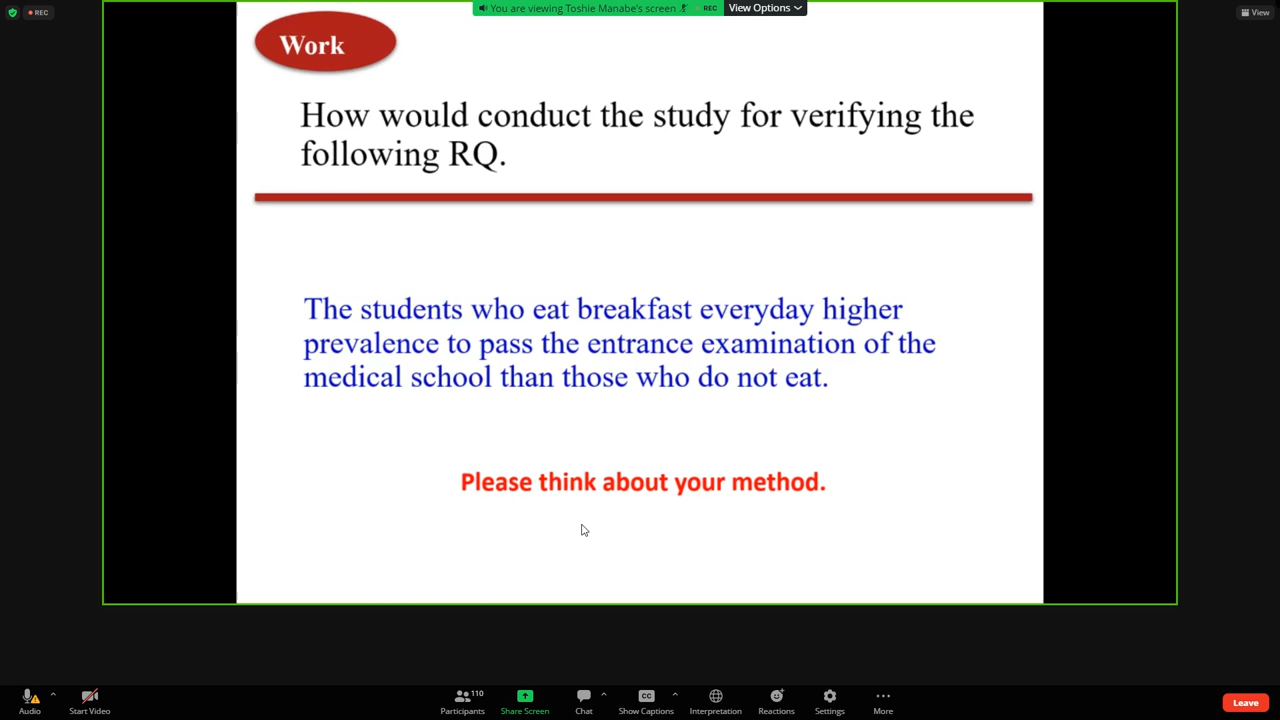 REC
You are viewing Toshie Manabe's screen
REC
View Options
View
Work
How would conduct the study for verifying the
following RQ.
The students who eat breakfast everyday higher
prevalence to pass the entrance examination of the
medical school than those who do not eat.
Please think about your method.
Audio
Start Video
Participants
110
Share Screen
Chat
CC
Show Captions
Interpretation
Reactions
Settings
More
Leave